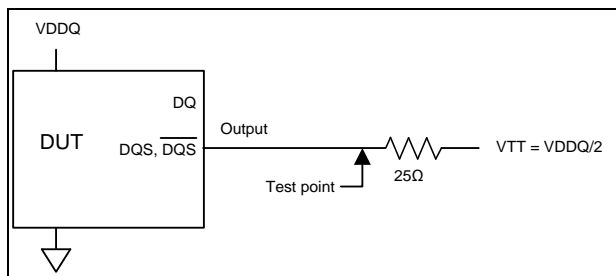 VDDQ
DQ
DUT
DQS, DQS
Output
VTT = VDDQ/2
Test point
25Ω